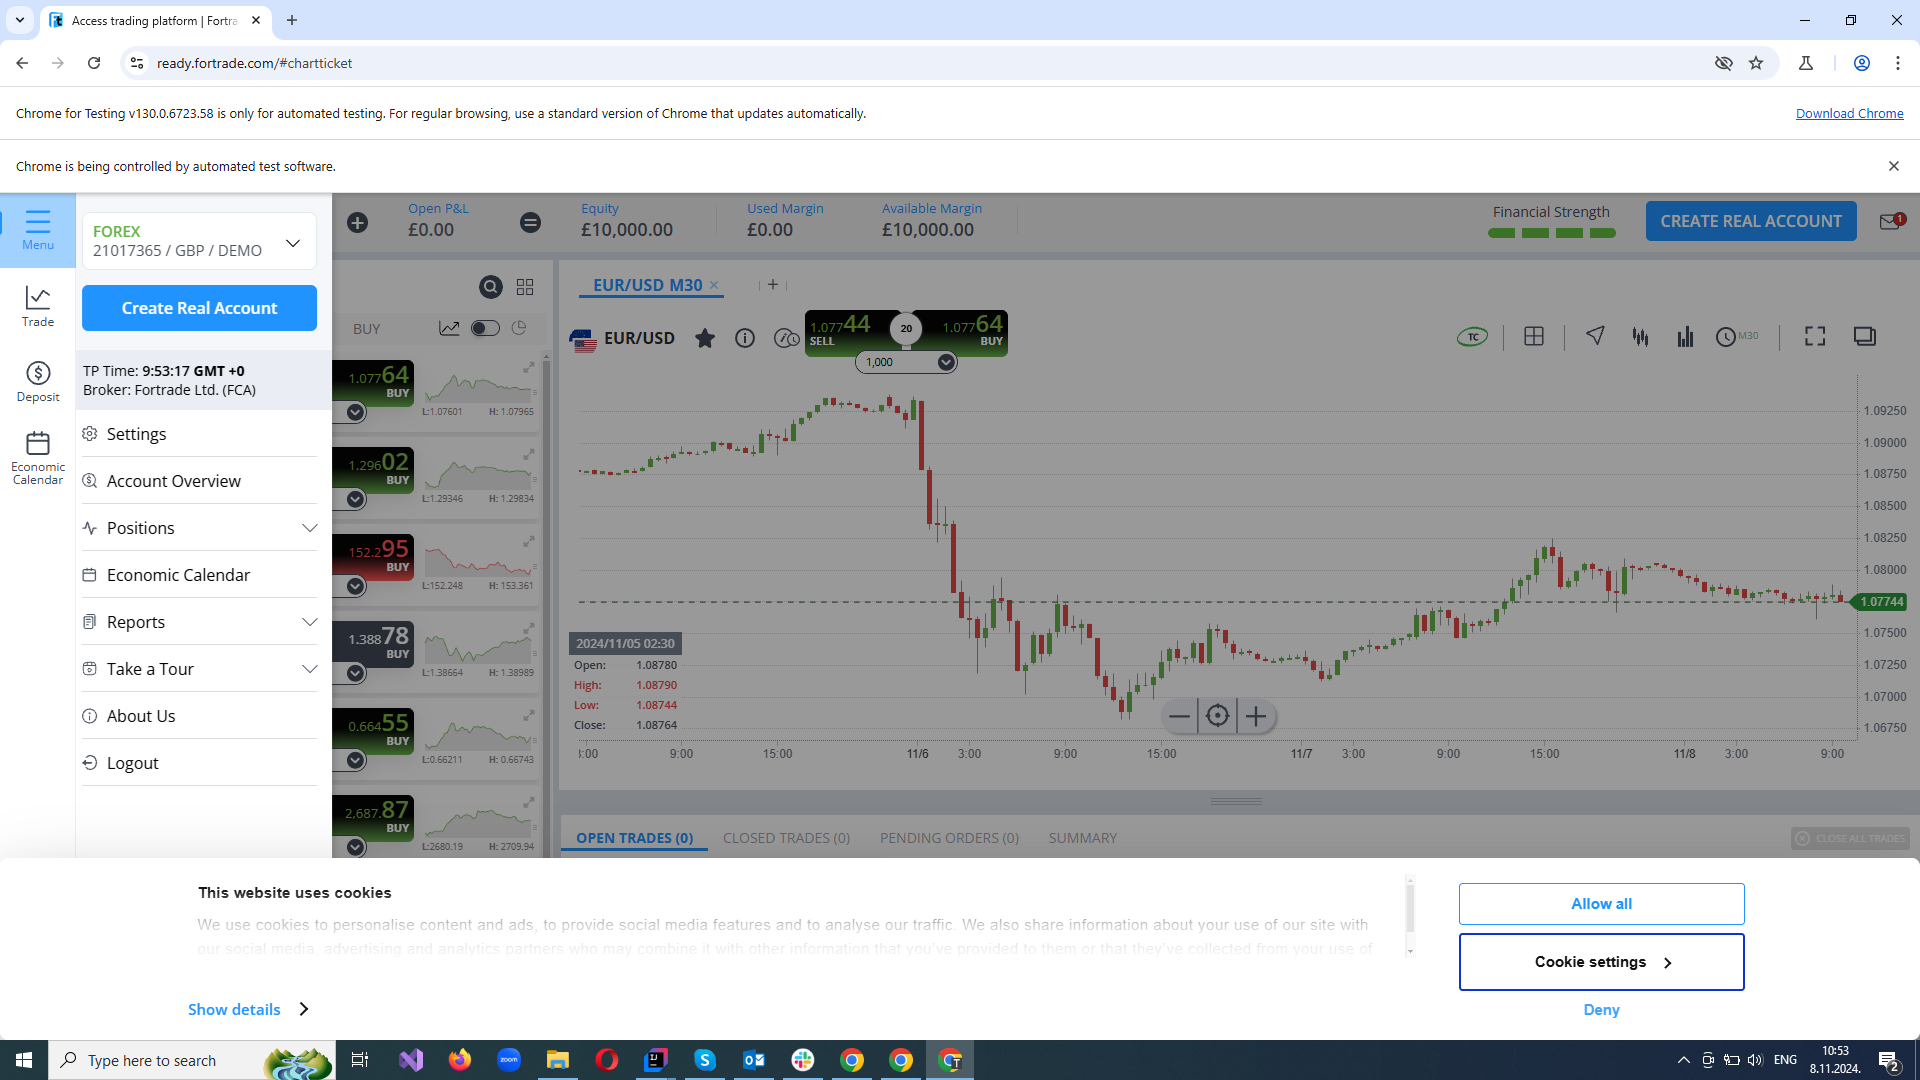 Access trading platform | Fortra
ready.fortrade.com/#chartticket
Chrome for Testing v130.0.6723.58 is only for automated testing. For regular browsing, use a standard version of Chrome that updates automatically.
Download Chrome
Chrome is being controlled by automated test software.
Menu
Trade
Deposit
Economic
Calendar
FOREX
21017365 / GBP / DEMO
Create Real Account
TP Time: 9:53:17 GMT +0
Broker: Fortrade Ltd. (FCA)
Settings
Account Overview
Positions
Economic Calendar
Reports
Take a Tour
About Us
Logout
Open P&L
£0.00
Equity
£10,000.00
Used Margin
£0.00
Available Margin
£10,000.00
Financial Strength
CREATE REAL ACCOUNT
1
BUY
1.0764
BUY
L:1.07601 H: 1.07965
1.29602
BUY
L:1.29346 H: 1.29834
152.295
BUY
L:152.248 H: 153.361
1.38878
BUY
L:1.38664 H: 1.38989
0.66455
BUY
L:0.66211 H: 0.66743
2,687.87
BUY
L:2680.19 H: 2709.94
EUR/USD M30
EUR/USD
1.07744
SELL
20
1.07764
BUY
1,000
TC
M30
1.09250
1.09000
1.08750
1.08500
1.08250
1.08000
1.07744
1.07500
1.07250
1.07000
1.06750
2024/11/05 02:30
Open: 1.08780
High: 1.08790
Low: 1.08744
Close: 1.08764
9:00 15:00 11/6 3:00 9:00 15:00 11/7 3:00 9:00 15:00 11/8 3:00 9:00
OPEN TRADES (0)
CLOSED TRADES (0)
PENDING ORDERS (0)
SUMMARY
CLOSE ALL TRADES
This website uses cookies
We use cookies to personalise content and ads, to provide social media features and to analyse our traffic. We also share information about your use of our site with
our social media, advertising and analytics partners who may combine it with other information that you've provided to them or that they've collected from your use of
Show details
Allow all
Cookie settings
Deny
Type here to search
zoom
ENG
10:53
8.11.2024.
2